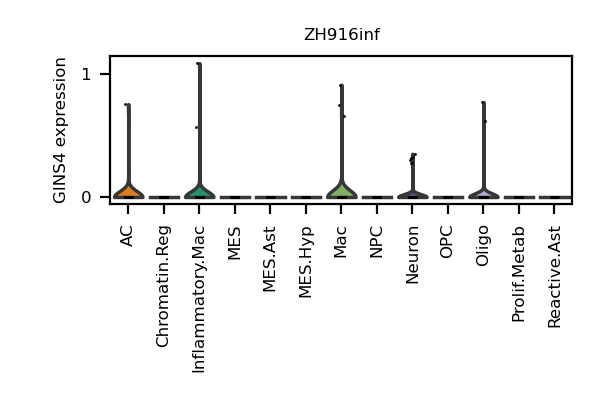 ZH916inf
GINS4 expression
1
0
AC
Chromatin.Reg
Inflammatory.Mac
MES
MES.Ast
MES.Hyp
Mac
NPC
Neuron
OPC
Oligo
Prolif.Metab
Reactive.Ast